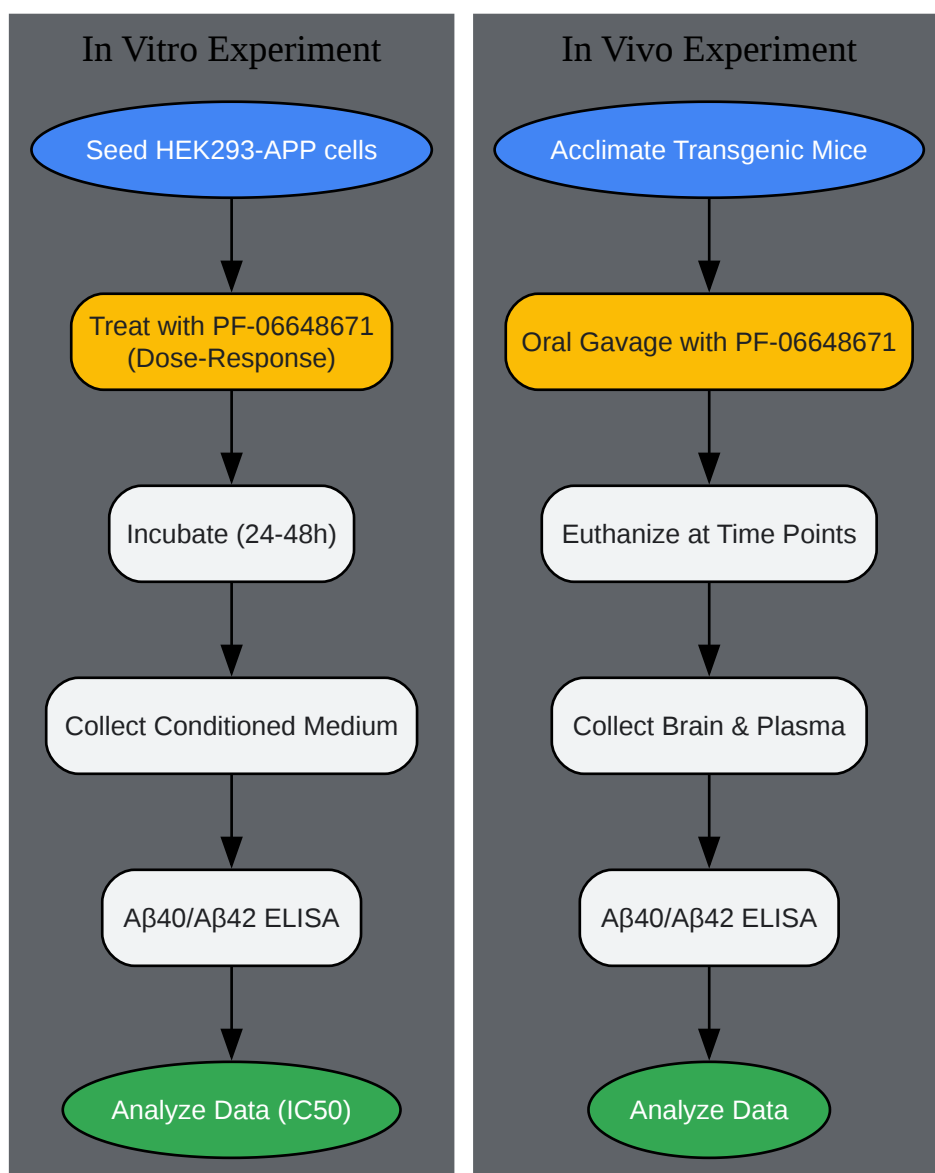 In Vitro Experiment
Seed HEK293-APP cells
Treat with PF-06648671
(Dose-Response)
Incubate (24-48h)
Collect Conditioned Medium
Aβ40/Aβ42 ELISA
Analyze Data (IC50)
In Vivo Experiment
Acclimate Transgenic Mice
Oral Gavage with PF-06648671
Euthanize at Time Points
Collect Brain & Plasma
Aβ40/Aβ42 ELISA
Analyze Data